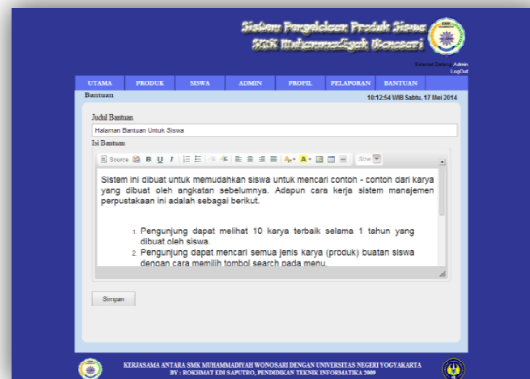 Sistem Pengelolaan Produk Siswa
SMK Muhammadiyah Wonosari
Selamat Datang, Admin
LogOut
UTAMA PRODUK SISWA ADMIN PROFIL PELAPORAN BANTUAN
Bantuan
10:12:54 WIB Sabtu, 17 Mei 2014
Judul Bantuan
Halaman Bantuan Untuk Siswa
Isi Bantuan
Source B I U Size
Sistem ini dibuat untuk memudahkan siswa untuk mencari contoh - contoh dari karya
yang dibuat oleh angkatan sebelumnya. Adapun cara kerja sistem manajemen
perpustakaan ini adalah sebagai berikut.
1. Pengunjung dapat melihat 10 karya terbaik selama 1 tahun yang
dibuat oleh siswa.
2. Pengunjung dapat mencari semua jenis karya (produk) buatan siswa
dengan cara memilih tombol search pada menu.
Simpan
KERJASAMA ANTARA SMK MUHAMMADIYAH WONOSARI DENGAN UNIVERSITAS NEGERI YOGYAKARTA
BY : ROKHMAT EDI SAPUTRO, PENDIDIKAN TEKNIK INFORMATIKA 2009